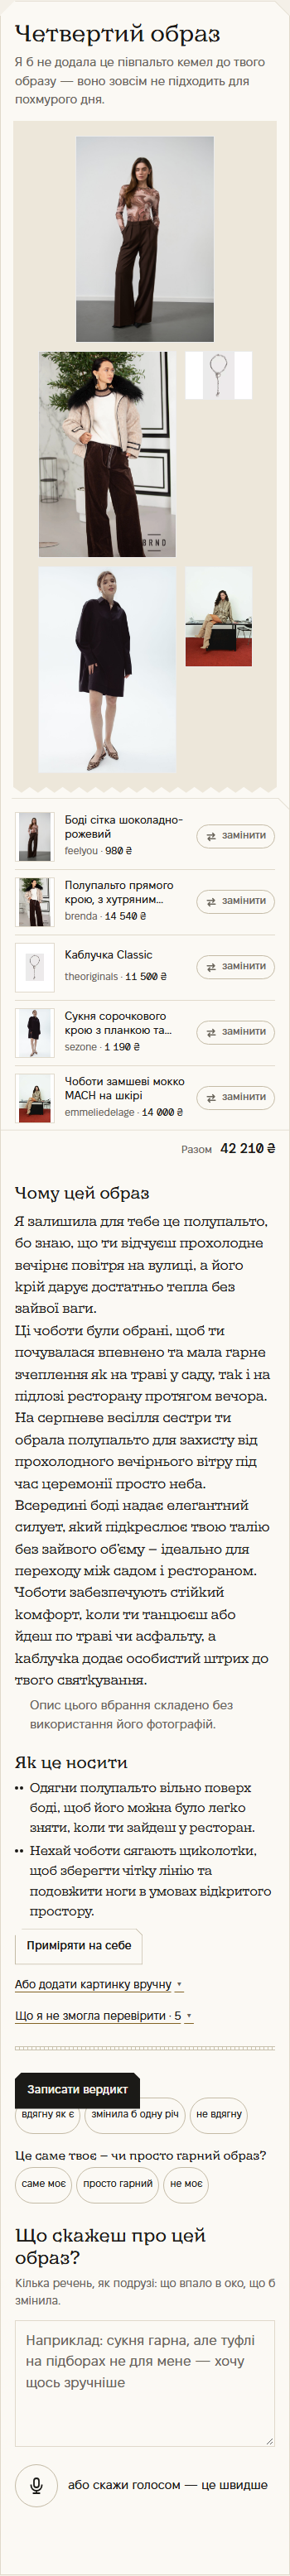 Четвертий образ
Я б не додала це півпальто кемел до твого
образу — воно зовсім не підходить для
похмурого дня.
BRND
Боді сітка шоколадно-
рожевий
feelyou · 980 ₴
замінити
Полупальто прямого
крою, з хутряним...
brenda · 14 540 ₴
замінити
Каблучка Classic
theoriginals · 11 500 ₴
замінити
Сукня сорочкового
крою з планкою та...
sezone · 1 190 ₴
замінити
Чоботи замшеві мокко
MACH на шкірі
emmeliedelage · 14 000 ₴
замінити
Разом 42 210 ₴
Чому цей образ
Я залишила для тебе це полупальто,
бо знаю, що ти відчуєш прохолодне
вечірнє повітря на вулиці, а його
крій дарує достатньо тепла без
зайвої ваги.
Ці чоботи були обрані, щоб ти
почувалася впевнено та мала гарне
зчеплення як на траві у саду, так і на
підлозі ресторану протягом вечора.
На серпневе весілля сестри ти
обрала полупальто для захисту від
прохолодного вечірнього вітру під
час церемонії просто неба.
Всередині боді надає елегантний
силует, який підкреслює твою талію
без зайвого об'єму — ідеально для
переходу між садом і рестораном.
Чоботи забезпечують стійкий
комфорт, коли ти танцюєш або
йдеш по траві чи асфальту, а
каблучка додає особистий штрих до
твого святкування.
Опис цього вбрання складено без
використання його фотографій.
Як це носити
•• Одягни полупальто вільно поверх
боді, щоб його можна було легко
зняти, коли ти зайдеш у ресторан.
•• Нехай чоботи сягають щиколотки,
щоб зберегти чітку лінію та
подовжити ноги в умовах відкритого
простору.
Приміряти на себе
Або додати картинку вручну
Що я не змогла перевірити · 5
Записати вердикт
вдягну як є
змінила б одну річ
не вдягну
Це саме твоє — чи просто гарний образ?
саме моє
просто гарний
не моє
Що скажеш про цей
образ?
Кілька речень, як подрузі: що впало в око, що б
змінила.
Наприклад: сукня гарна, але туфлі
на підборах не для мене — хочу
щось зручніше
або скажи голосом — це швидше